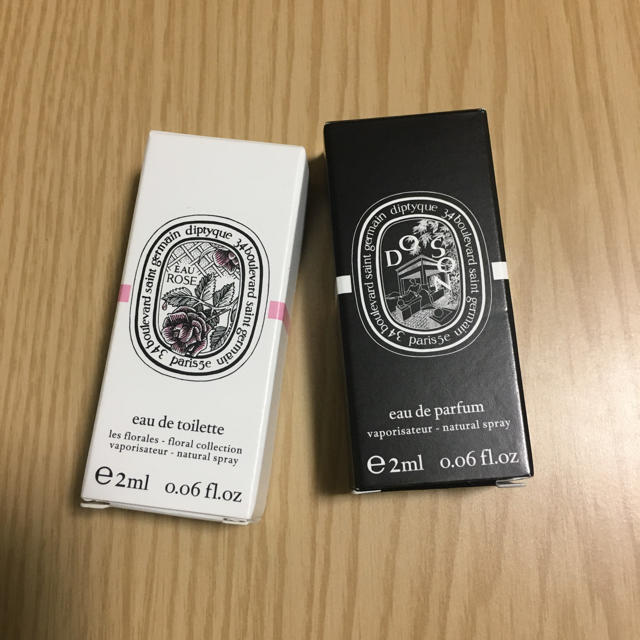 34 boulevard saint germain diptyque 34 boulevard saint germain paris 5e
EAU
ROSE
eau de toilette
les florales - floral collection
vaporisateur - natural spray
e 2ml 0.06 fl.oz
34 boulevard saint germain diptyque 34 boulevard saint germain paris 5e
DO SON
eau de parfum
vaporisateur - natural spray
e 2ml 0.06 fl.oz